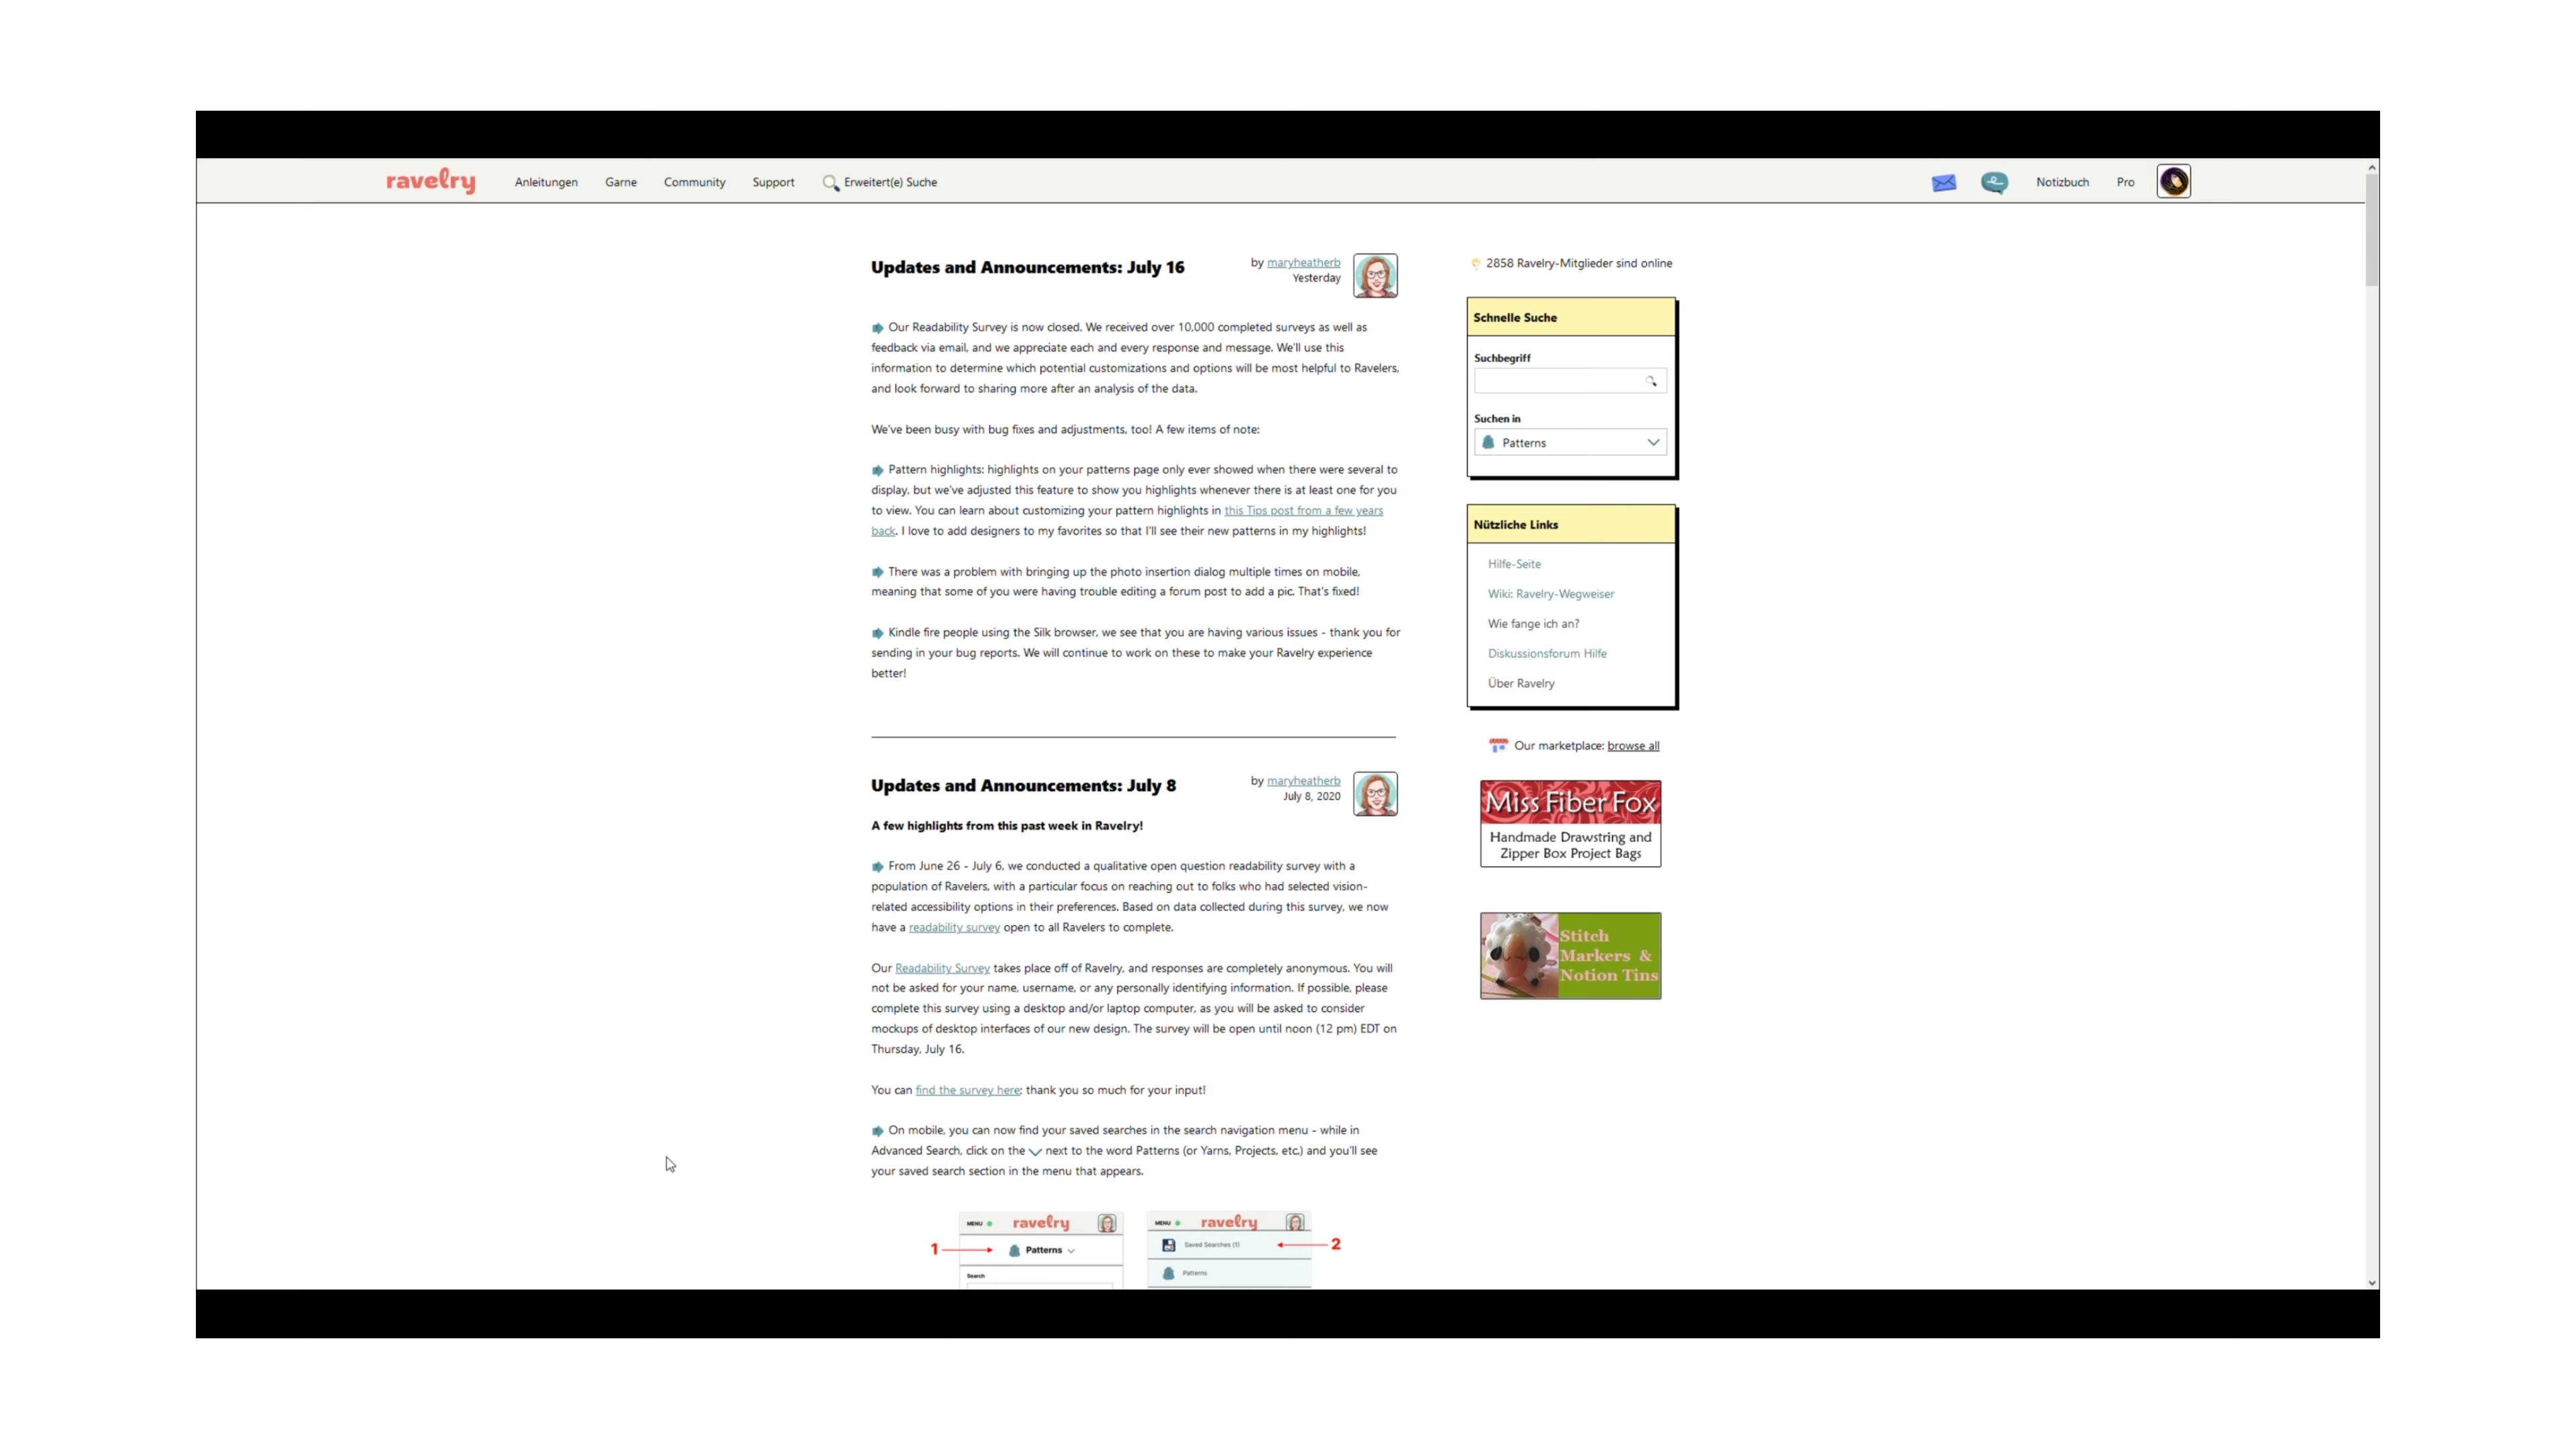 ravelry Anleitungen Garne Community Support Erweitert(e) Suche Notizbuch Pro
Updates and Announcements: July 16
by maryheatherb
Yesterday
Our Readability Survey is now closed. We received over 10,000 completed surveys as well as
feedback via email, and we appreciate each and every response and message. We'll use this
information to determine which potential customizations and options will be most helpful to Ravelers,
and look forward to sharing more after an analysis of the data.
We've been busy with bug fixes and adjustments, too! A few items of note:
Pattern highlights: highlights on your patterns page only ever showed when there were several to
display, but we've adjusted this feature to show you highlights whenever there is at least one for you
to view. You can learn about customizing your pattern highlights in this Tips post from a few years
back. I love to add designers to my favorites so that I'll see their new patterns in my highlights!
There was a problem with bringing up the photo insertion dialog multiple times on mobile,
meaning that some of you were having trouble editing a forum post to add a pic. That's fixed!
Kindle fire people using the Silk browser, we see that you are having various issues - thank you for
sending in your bug reports. We will continue to work on these to make your Ravelry experience
better!
Updates and Announcements: July 8
by maryheatherb
July 8, 2020
A few highlights from this past week in Ravelry!
From June 26 - July 6, we conducted a qualitative open question readability survey with a
population of Ravelers, with a particular focus on reaching out to folks who had selected vision-
related accessibility options in their preferences. Based on data collected during this survey, we now
have a readability survey open to all Ravelers to complete.
Our Readability Survey takes place off of Ravelry, and responses are completely anonymous. You will
not be asked for your name, username, or any personally identifying information. If possible, please
complete this survey using a desktop and/or laptop computer, as you will be asked to consider
mockups of desktop interfaces of our new design. The survey will be open until noon (12 pm) EDT on
Thursday, July 16.
You can find the survey here; thank you so much for your input!
On mobile, you can now find your saved searches in the search navigation menu - while in
Advanced Search, click on the next to the word Patterns (or Yarns, Projects, etc.) and you'll see
your saved search section in the menu that appears.
MENU ravelry
1 Patterns
Search
MENU ravelry
Saved Searches (1) 2
Patterns
2858 Ravelry-Mitglieder sind online
Schnelle Suche
Suchbegriff
Suchen in
Patterns
Nützliche Links
Hilfe-Seite
Wiki: Ravelry-Wegweiser
Wie fange ich an?
Diskussionsforum Hilfe
Über Ravelry
Our marketplace: browse all
Miss Fiber Fox
Handmade Drawstring and
Zipper Box Project Bags
Stitch
Markers &
Notion Tins